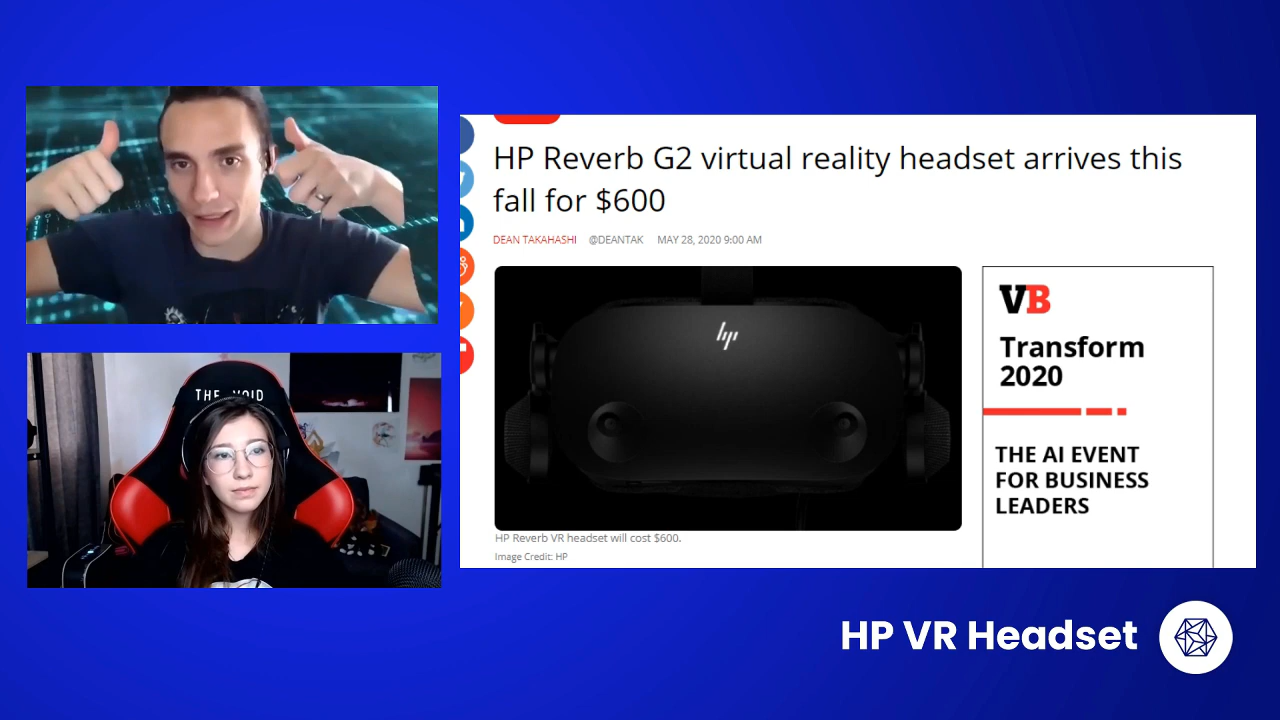 THE VOID
HP Reverb G2 virtual reality headset arrives this
fall for $600
DEAN TAKAHASHI @DEANTAK MAY 28, 2020 9:00 AM
hp
HP Reverb VR headset will cost $600.
Image Credit: HP
VB
Transform
2020
THE AI EVENT
FOR BUSINESS
LEADERS
HP VR Headset